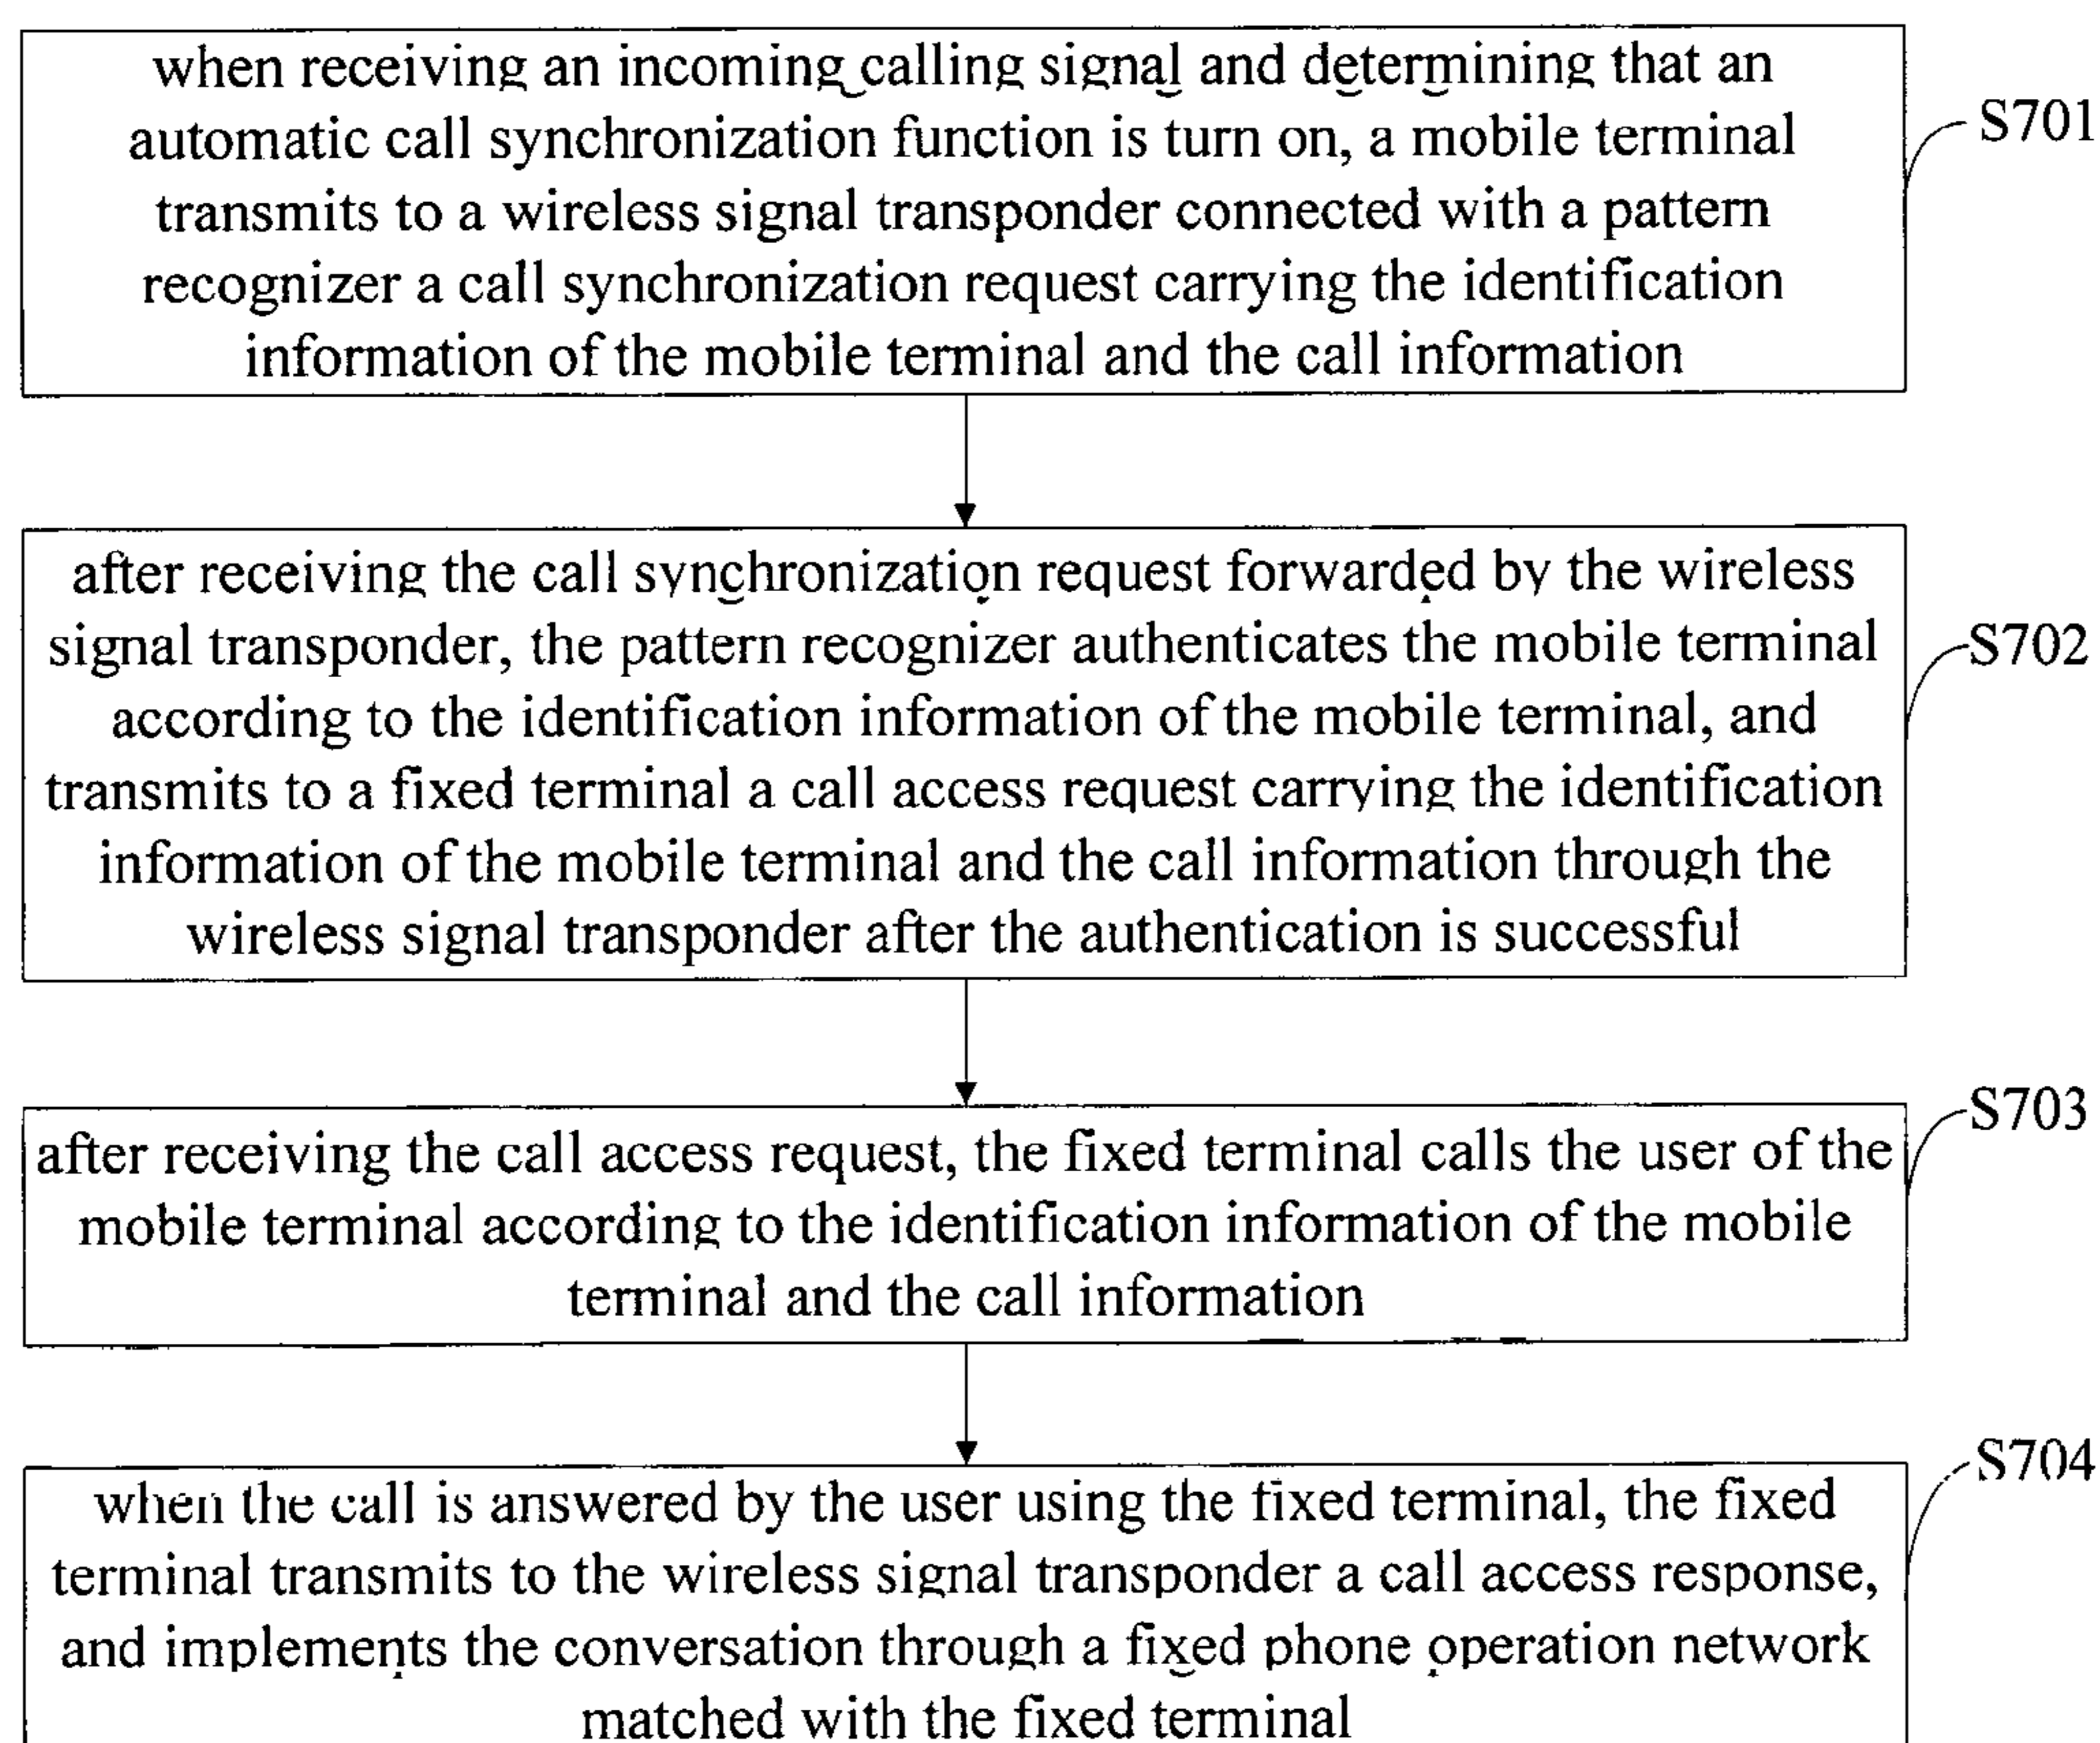 when receiving an incoming calling signal and determining that an
automatic call synchronization function is turn on, a mobile terminal
transmits to a wireless signal transponder connected with a pattern
recognizer a call synchronization request carrying the identification
information of the mobile terminal and the call information
S701
after receiving the call synchronization request forwarded by the wireless
signal transponder, the pattern recognizer authenticates the mobile terminal
according to the identification information of the mobile terminal, and
transmits to a fixed terminal a call access request carrying the identification
information of the mobile terminal and the call information through the
wireless signal transponder after the authentication is successful
S702
after receiving the call access request, the fixed terminal calls the user of the
mobile terminal according to the identification information of the mobile
terminal and the call information
S703
when the call is answered by the user using the fixed terminal, the fixed
terminal transmits to the wireless signal transponder a call access response,
and implements the conversation through a fixed phone operation network
matched with the fixed terminal
S704